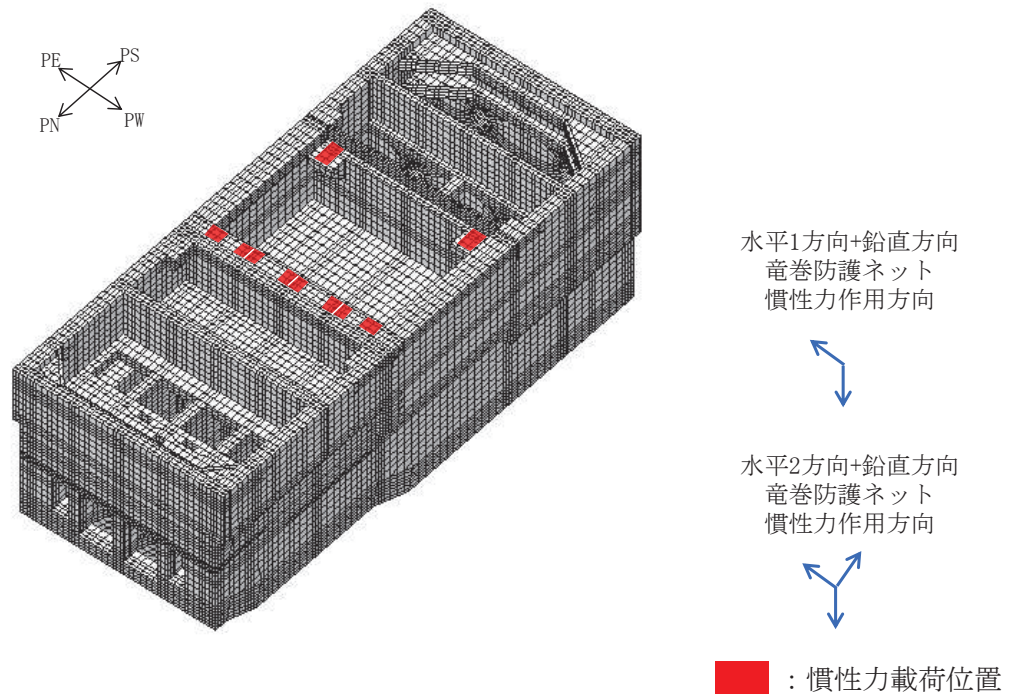 PE PS
PN PW
水平1方向+鉛直方向
竜巻防護ネット
慣性力作用方向
水平2方向+鉛直方向
竜巻防護ネット
慣性力作用方向
：慣性力載荷位置